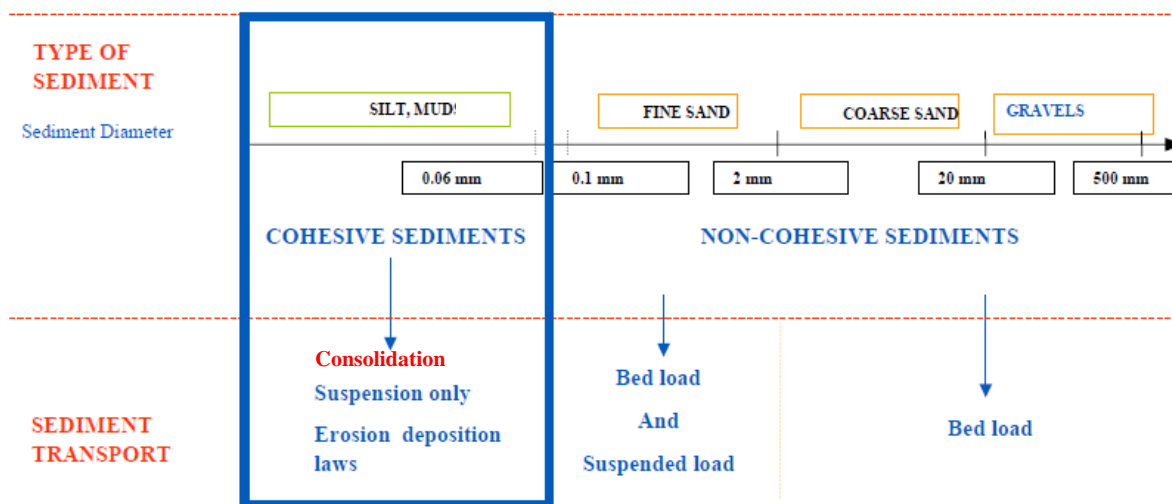 TYPE OF
SEDIMENT
Sediment Diameter
SILT, MUDS
FINE SAND
COARSE SAND
GRAVELS
0.06 mm
0.1 mm
2 mm
20 mm
500 mm
COHESIVE SEDIMENTS
NON-COHESIVE SEDIMENTS
SEDIMENT
TRANSPORT
Consolidation
Suspension only
Erosion deposition
laws
Bed load
And
Suspended load
Bed load